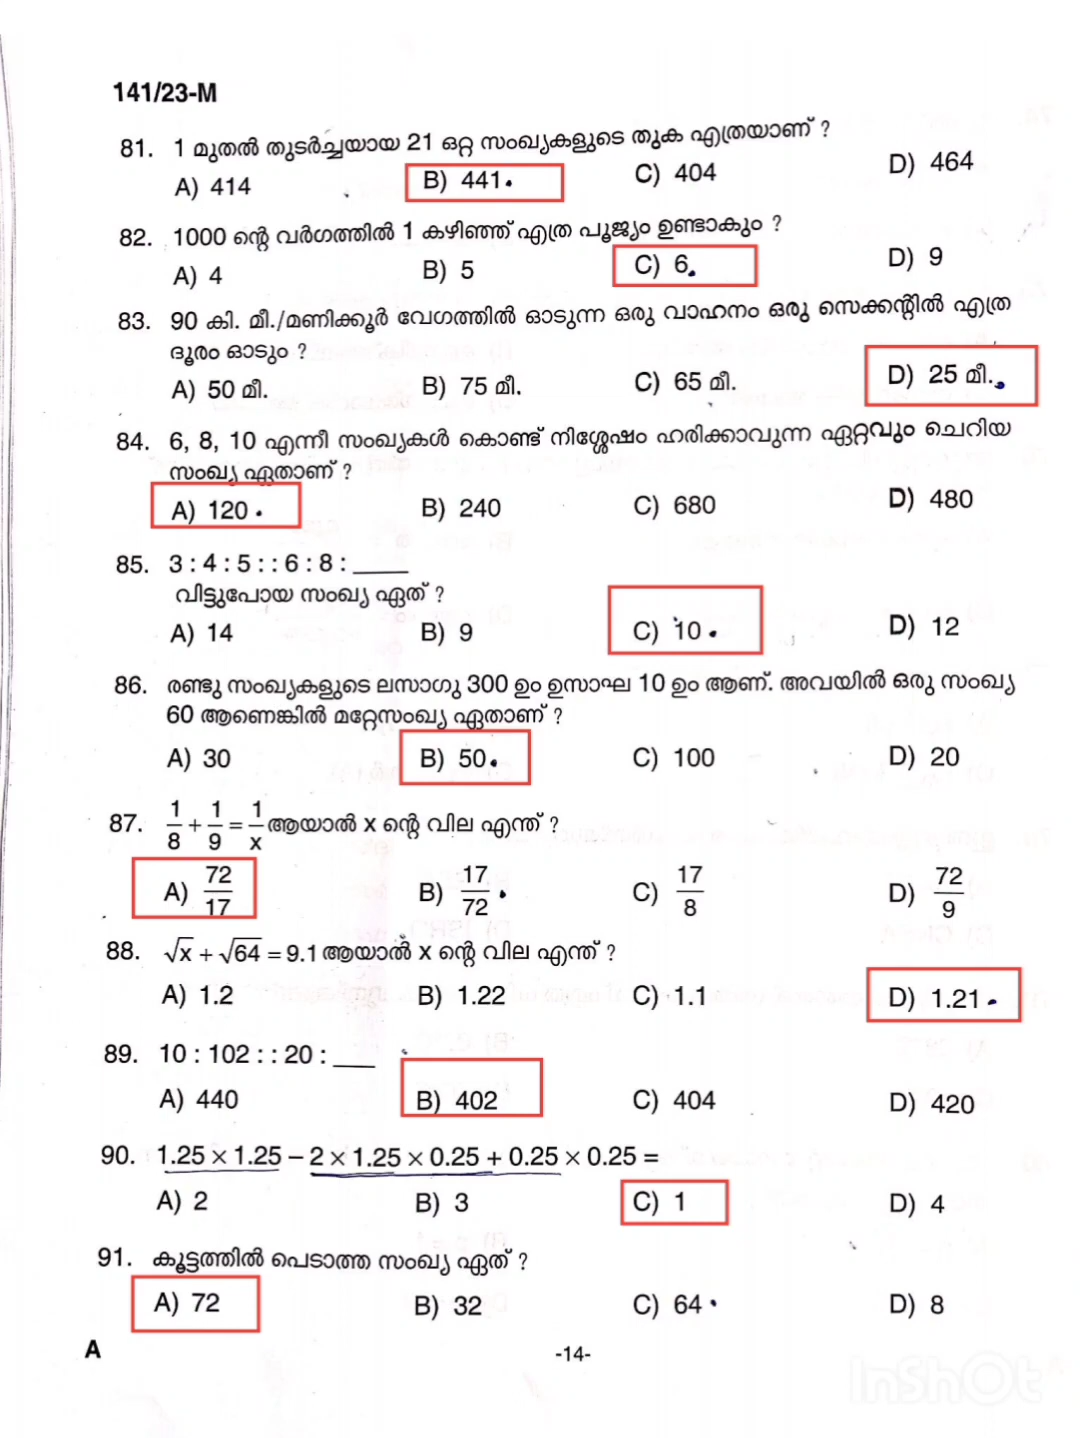 141/23-M
81. 1 മുതൽ തുടർച്ചയായ 21 ഒറ്റ സംഖ്യകളുടെ തുക എത്രയാണ് ?
A) 414 B) 441 C) 404 D) 464
82. 1000 ന്റെ വർഗത്തിൽ 1 കഴിഞ്ഞ് എത്ര പൂജ്യം ഉണ്ടാകും ?
A) 4 B) 5 C) 6 D) 9
83. 90 കി. മീ./മണിക്കൂർ വേഗത്തിൽ ഓടുന്ന ഒരു വാഹനം ഒരു സെക്കന്റിൽ എത്ര
ദൂരം ഓടും ?
A) 50 മീ. B) 75 മീ. C) 65 മീ. D) 25 മീ.
84. 6, 8, 10 എന്നീ സംഖ്യകൾ കൊണ്ട് നിശ്ശേഷം ഹരിക്കാവുന്ന ഏറ്റവും ചെറിയ
സംഖ്യ ഏതാണ് ?
A) 120 B) 240 C) 680 D) 480
85. 3 : 4 : 5 : : 6 : 8 : ____
വിട്ടുപോയ സംഖ്യ ഏത് ?
A) 14 B) 9 C) 10 D) 12
86. രണ്ടു സംഖ്യകളുടെ ലസാഗു 300 ഉം ഉസാഘ 10 ഉം ആണ്. അവയിൽ ഒരു സംഖ്യ
60 ആണെങ്കിൽ മറ്റേസംഖ്യ ഏതാണ് ?
A) 30 B) 50 C) 100 D) 20
87. 1/8 + 1/9 = 1/x ആയാൽ x ന്റെ വില എന്ത് ?
A) 72/17 B) 17/72 C) 17/8 D) 72/9
88. √x + √64 = 9.1 ആയാൽ x ന്റെ വില എന്ത് ?
A) 1.2 B) 1.22 C) 1.1 D) 1.21
89. 10 : 102 : : 20 : ___
A) 440 B) 402 C) 404 D) 420
90. 1.25 × 1.25 – 2 × 1.25 × 0.25 + 0.25 × 0.25 =
A) 2 B) 3 C) 1 D) 4
91. കൂട്ടത്തിൽ പെടാത്ത സംഖ്യ ഏത് ?
A) 72 B) 32 C) 64 D) 8
A -14-
InShOt